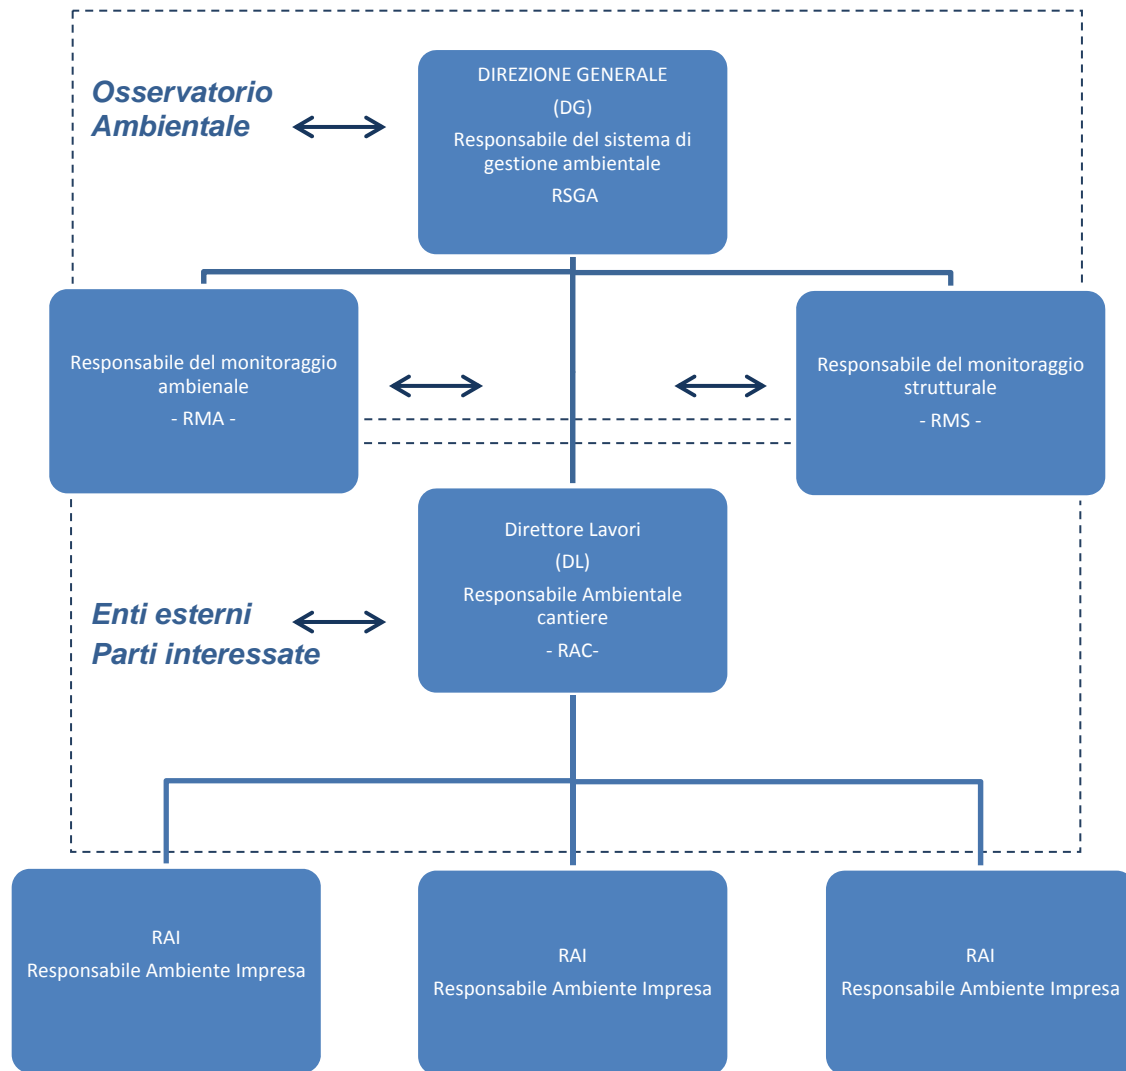 Osservatorio
Ambientale
DIREZIONE GENERALE
(DG)
Responsabile del sistema di
gestione ambientale
RSGA
Responsabile del monitoraggio
ambienale
- RMA -
Responsabile del monitoraggio
strutturale
- RMS -
Direttore Lavori
(DL)
Responsabile Ambientale
cantiere
- RAC-
Enti esterni
Parti interessate
RAI
Responsabile Ambiente Impresa
RAI
Responsabile Ambiente Impresa
RAI
Responsabile Ambiente Impresa